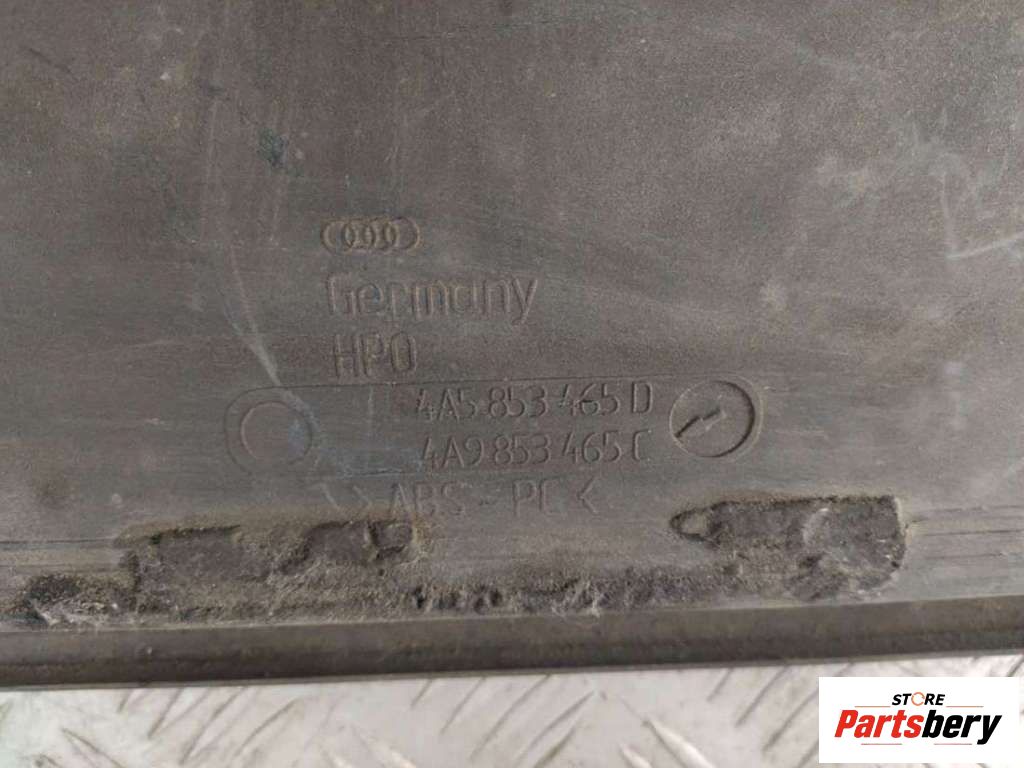 Germany
HPO
4A5 853 465 D
4A9 853 465 C
>ABS - PC<
STORE
Partsbery